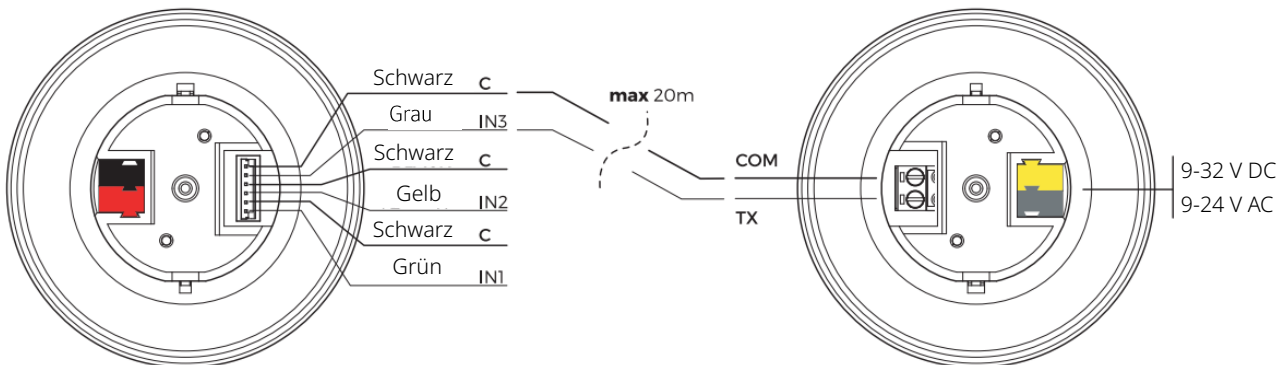 Schwarz C
Grau IN3
Schwarz C
Gelb IN2
Schwarz C
Grün IN1
max 20m
COM
TX
9-32 V DC
9-24 V AC